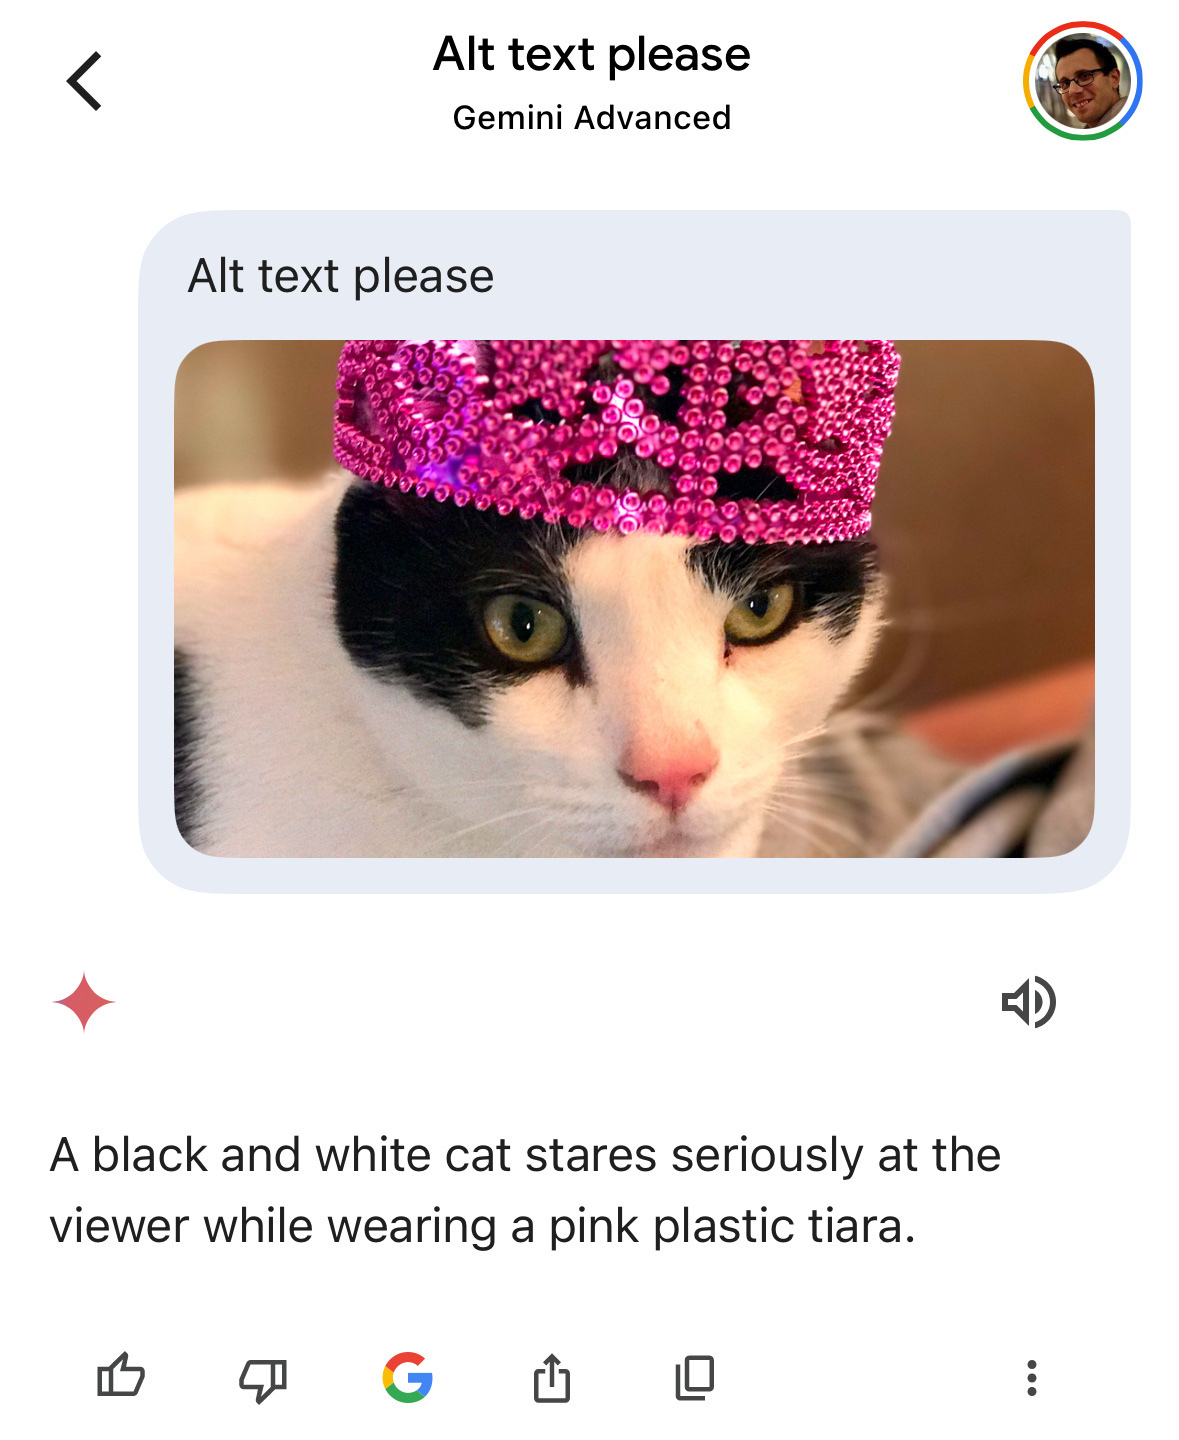 Alt text please
Gemini Advanced
Alt text please
A black and white cat stares seriously at the
viewer while wearing a pink plastic tiara.